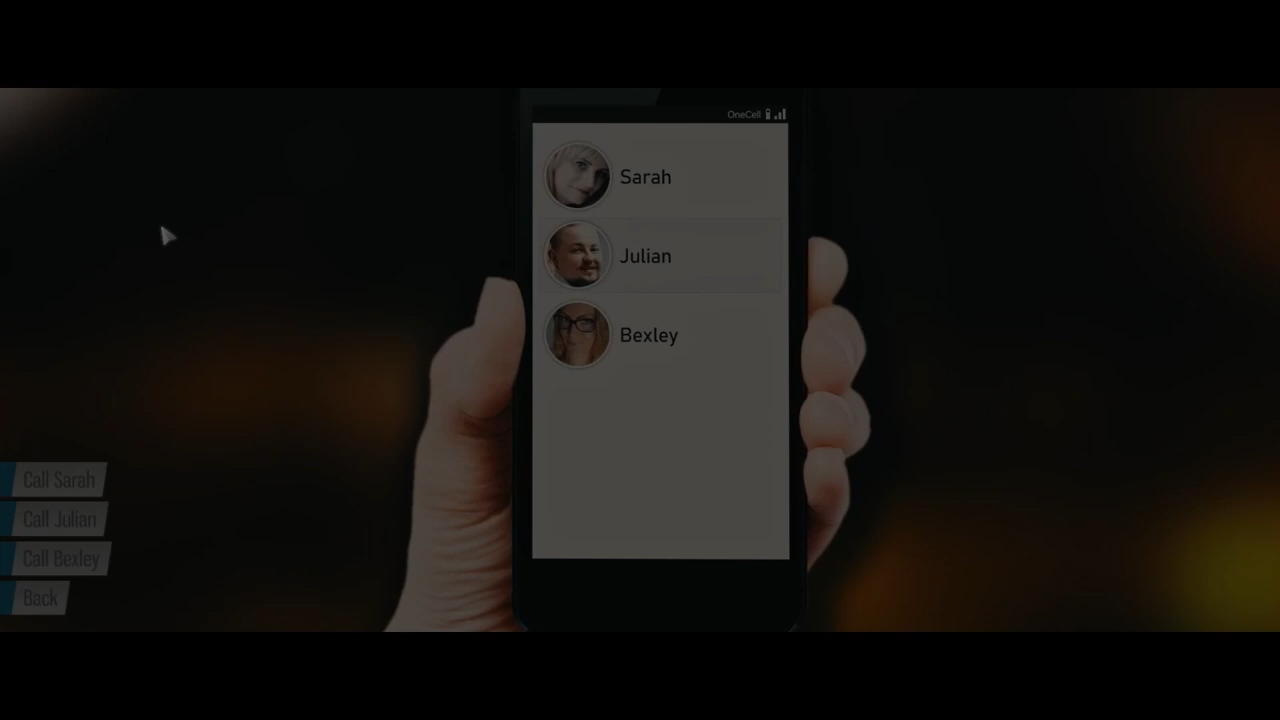 OneCell
Sarah
Julian
Bexley
Call Sarah
Call Julian
Call Bexley
Back